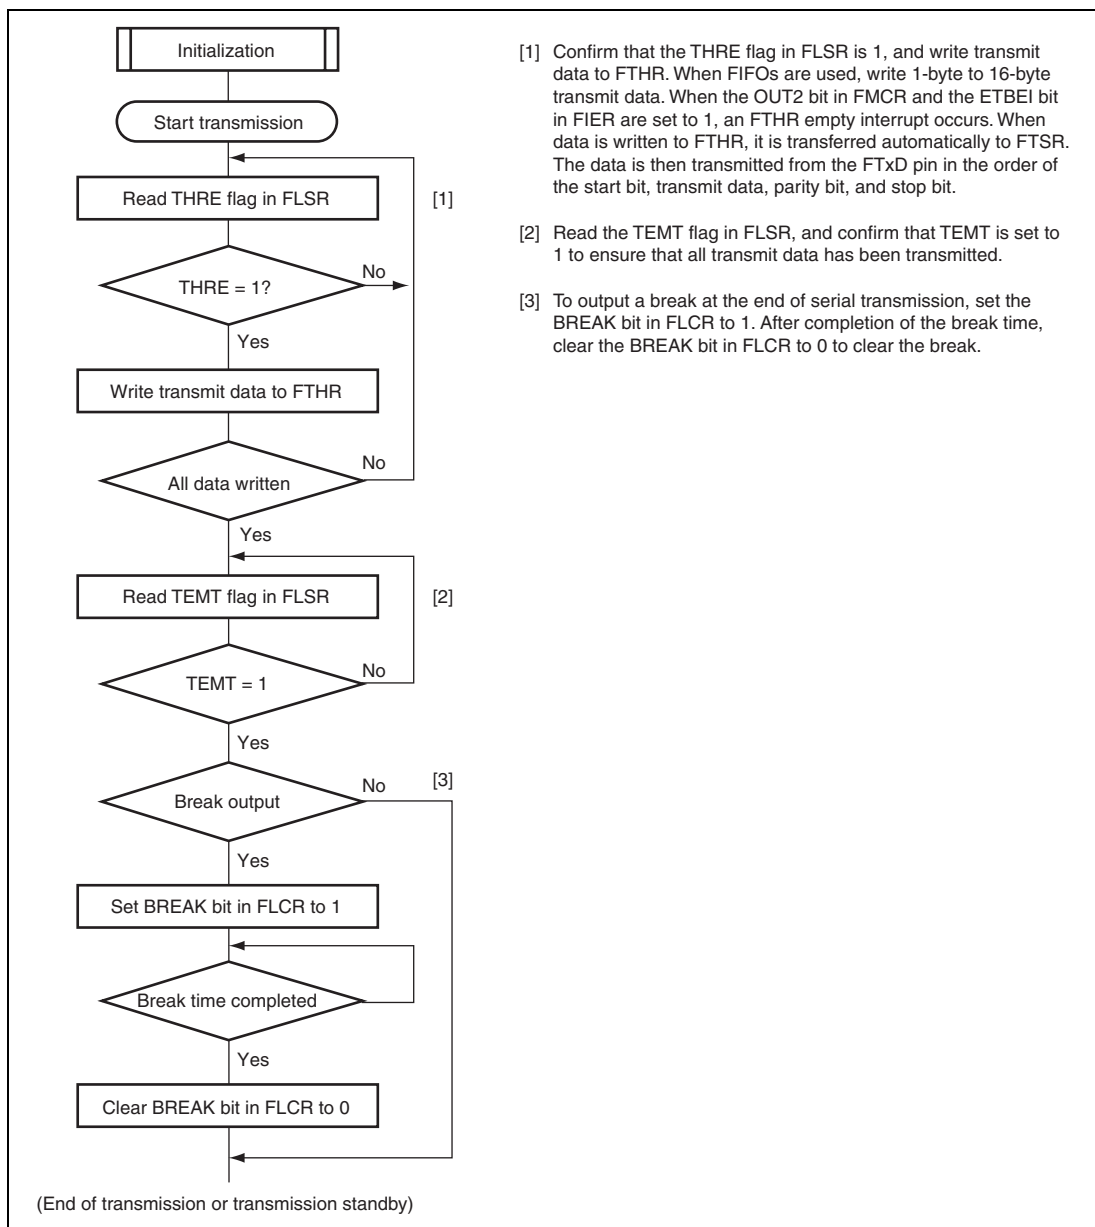 Initialization
Start transmission
Read THRE flag in FLSR
[1]
THRE = 1?
No
Yes
Write transmit data to FTHR
No
All data written
Yes
Read TEMT flag in FLSR
[2]
No
TEMT = 1
Yes
[3]
No
Break output
Yes
Set BREAK bit in FLCR to 1
Break time completed
Yes
Clear BREAK bit in FLCR to 0
(End of transmission or transmission standby)
[1] Confirm that the THRE flag in FLSR is 1, and write transmit
data to FTHR. When FIFOs are used, write 1-byte to 16-byte
transmit data. When the OUT2 bit in FMCR and the ETBEI bit
in FIER are set to 1, an FTHR empty interrupt occurs. When
data is written to FTHR, it is transferred automatically to FTSR.
The data is then transmitted from the FTxD pin in the order of
the start bit, transmit data, parity bit, and stop bit.
[2] Read the TEMT flag in FLSR, and confirm that TEMT is set to
1 to ensure that all transmit data has been transmitted.
[3] To output a break at the end of serial transmission, set the
BREAK bit in FLCR to 1. After completion of the break time,
clear the BREAK bit in FLCR to 0 to clear the break.